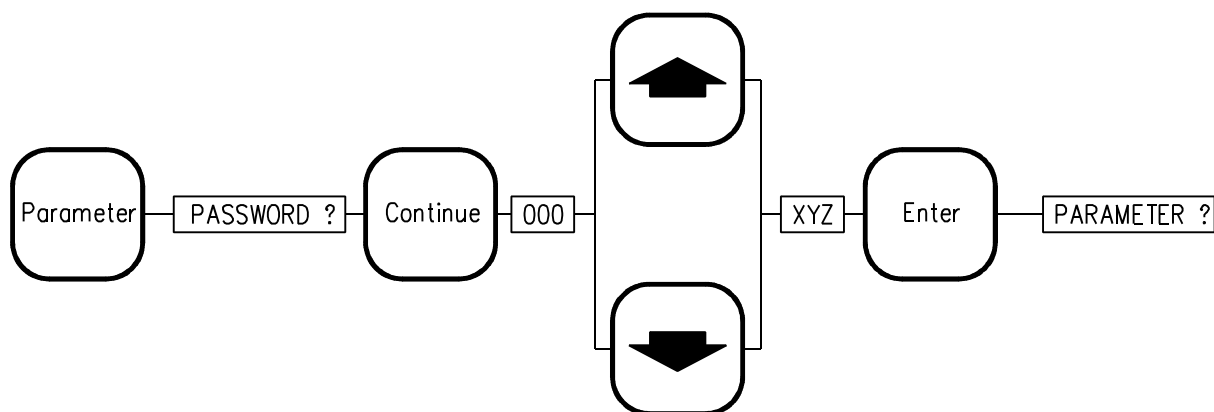 Parameter
PASSWORD ?
Continue
000
XYZ
Enter
PARAMETER ?